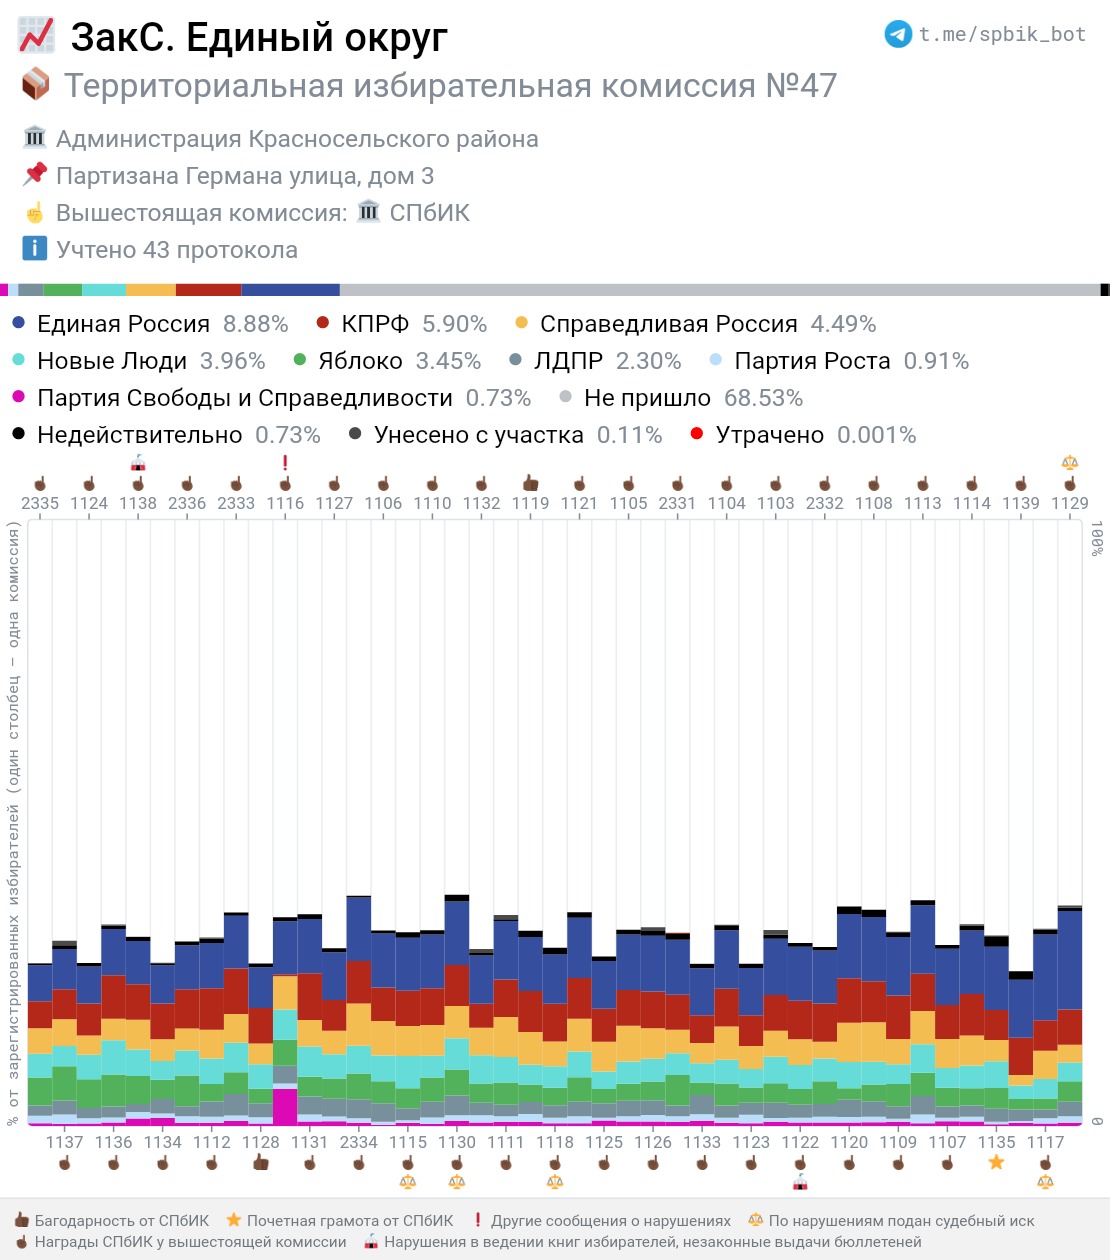 ЗакС. Единый округ
t.me/spbik_bot
Территориальная избирательная комиссия №47
Администрация Красносельского района
Партизана Германа улица, дом 3
Вышестоящая комиссия: СПбИК
Учтено 43 протокола
Единая Россия 8.88% КПРФ 5.90% Справедливая Россия 4.49%
Новые Люди 3.96% Яблоко 3.45% ЛДПР 2.30% Партия Роста 0.91%
Партия Свободы и Справедливости 0.73% Не пришло 68.53%
Недействительно 0.73% Унесено с участка 0.11% Утрачено 0.001%
2335 1124 1138 2336 2333 1116 1127 1106 1110 1132 1119 1121 1105 2331 1104 1103 2332 1108 1113 1114 1139 1129
% от зарегистрированных избирателей (один столбец — одна комиссия)
100%
0
1137 1136 1134 1112 1128 1131 2334 1115 1130 1111 1118 1125 1126 1133 1123 1122 1120 1109 1107 1135 1117
Багодарность от СПбИК Почетная грамота от СПбИК Другие сообщения о нарушениях По нарушениям подан судебный иск
Награды СПбИК у вышестоящей комиссии Нарушения в ведении книг избирателей, незаконные выдачи бюллетеней